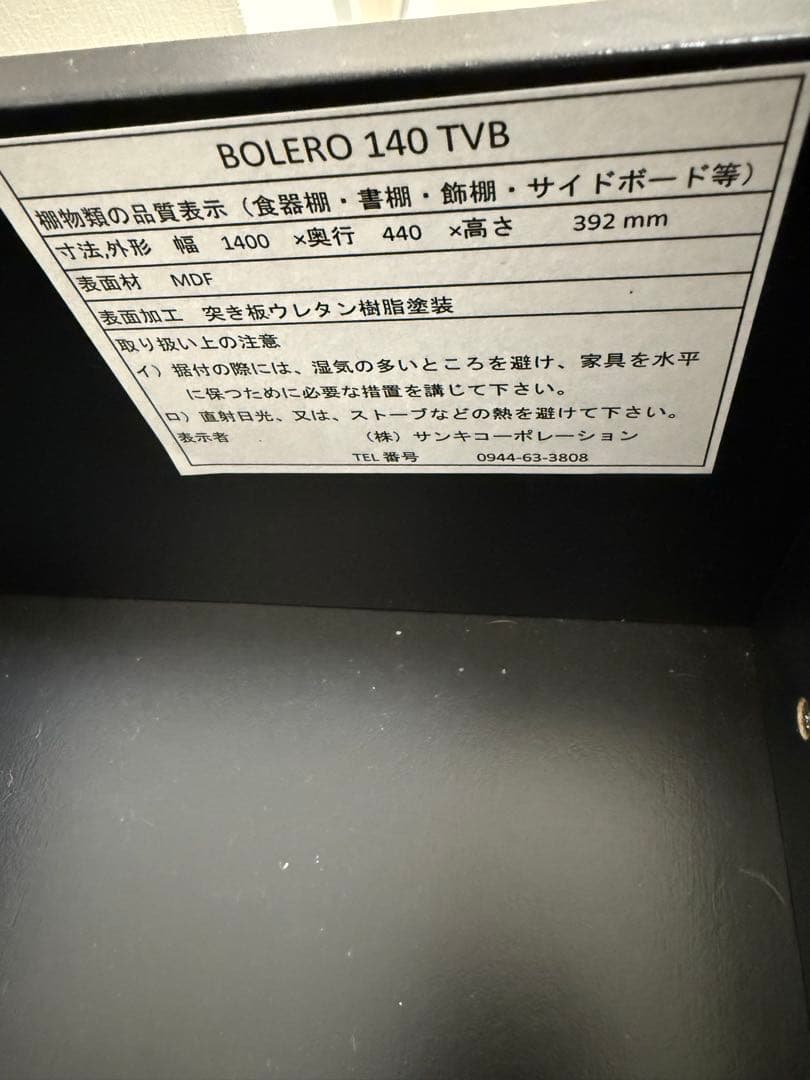 BOLERO 140 TVB
棚物類の品質表示（食器棚・書棚・飾棚・サイドボード等）
寸法,外形 幅 1400 ×奥行 440 ×高さ 392 mm
表面材 MDF
表面加工 突き板ウレタン樹脂塗装
取り扱い上の注意
イ）据付の際には、湿気の多いところを避け、家具を水平
に保つために必要な措置を講じて下さい。
ロ）直射日光、又は、ストーブなどの熱を避けて下さい。
表示者 （株）サンキコーポレーション
TEL番号 0944-63-3808